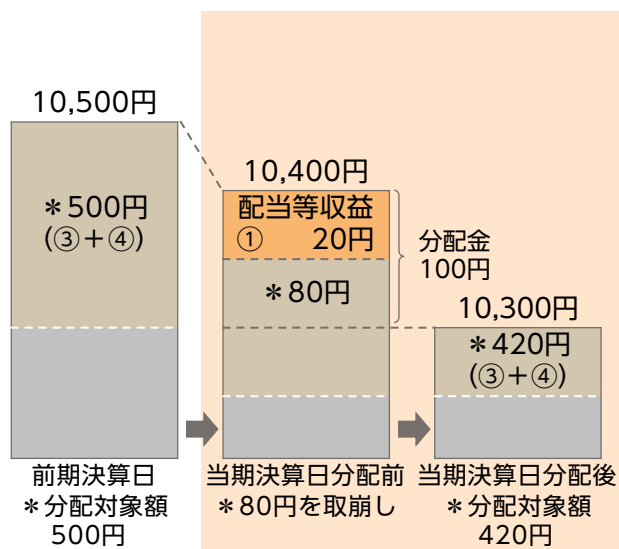 10,500円
＊500円
(③＋④)
10,400円
配当等収益
① 20円
＊80円
分配金
100円
10,300円
＊420円
(③＋④)
前期決算日
＊分配対象額
500円
当期決算日分配前
＊80円を取崩し
当期決算日分配後
＊分配対象額
420円